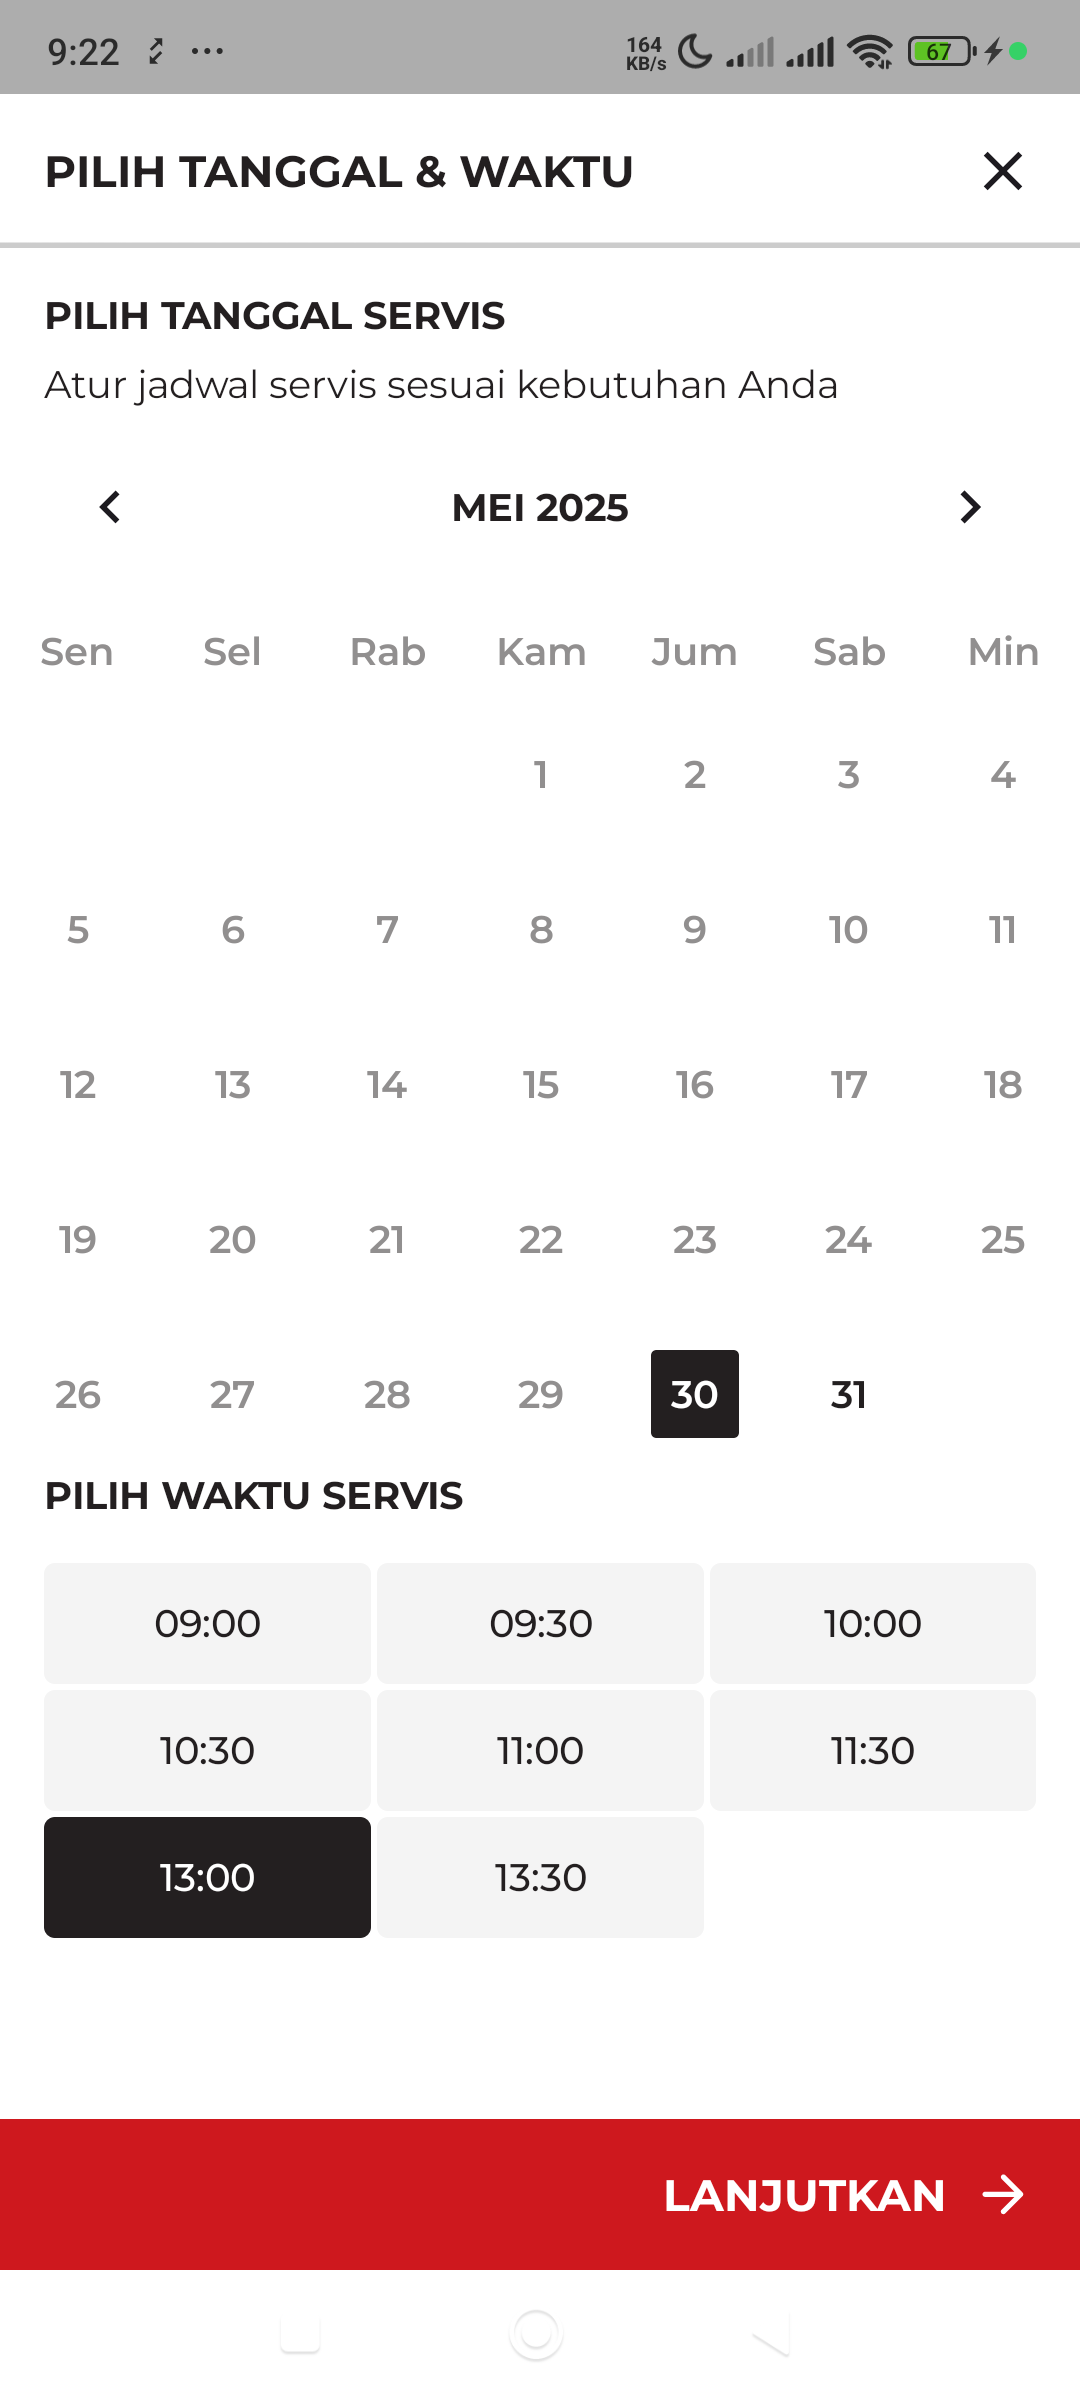 9:22
164
KB/s
67
PILIH TANGGAL & WAKTU
PILIH TANGGAL SERVIS
Atur jadwal servis sesuai kebutuhan Anda
MEI 2025
Sen Sel Rab Kam Jum Sab Min
1 2 3 4
5 6 7 8 9 10 11
12 13 14 15 16 17 18
19 20 21 22 23 24 25
26 27 28 29 30 31
PILIH WAKTU SERVIS
09:00 09:30 10:00
10:30 11:00 11:30
13:00 13:30
LANJUTKAN